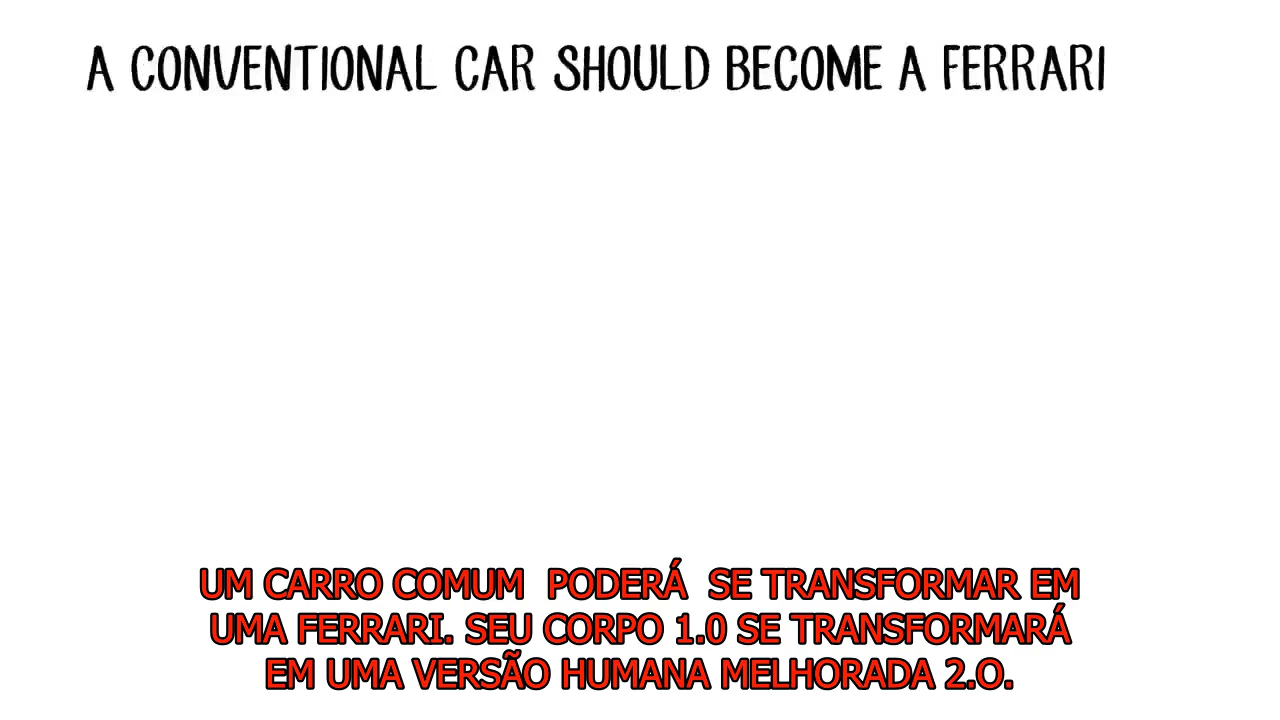 A CONVENTIONAL CAR SHOULD BECOME A FERRARI
UM CARRO COMUM  PODERÁ  SE TRANSFORMAR EM
UMA FERRARI. SEU CORPO 1.0 SE TRANSFORMARÁ
EM UMA VERSÃO HUMANA MELHORADA 2.O.